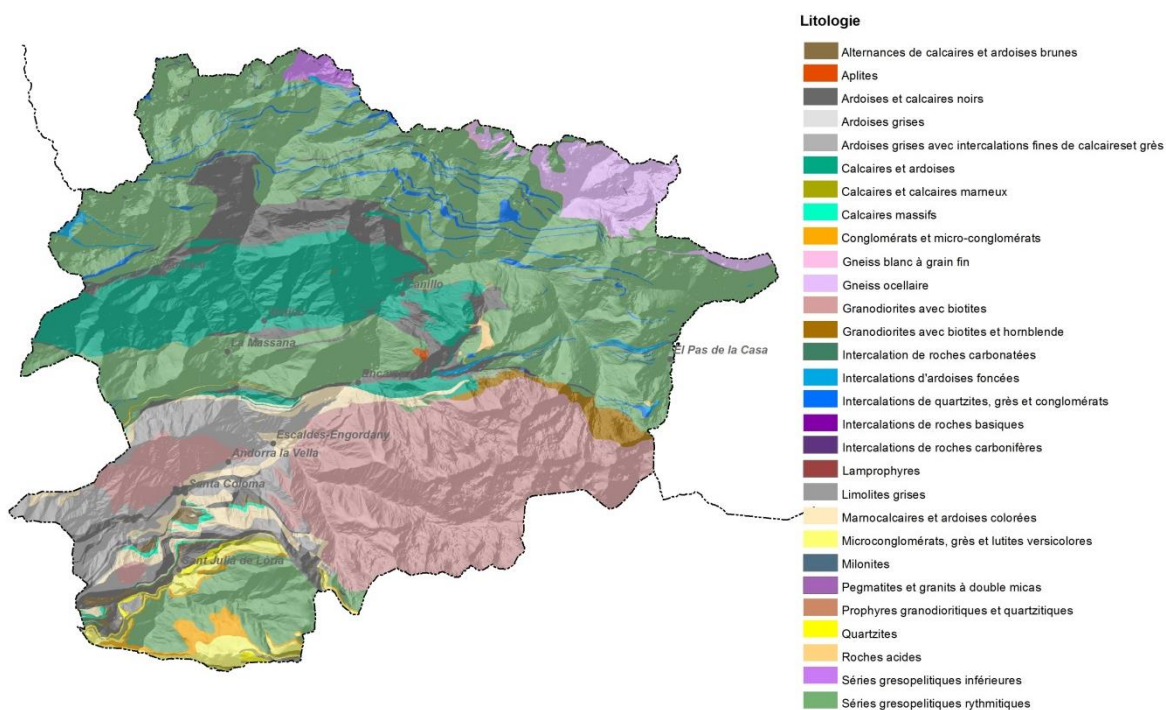 Litologie
Alternances de calcaires et ardoises brunes
Aplites
Ardoises et calcaires noirs
Ardoises grises
Ardoises grises avec intercalations fines de calcaireset grès
Calcaires et ardoises
Calcaires et calcaires marneux
Calcaires massifs
Conglomérats et micro-conglomérats
Gneiss blanc à grain fin
Gneiss ocellaire
Granodiorites avec biotites
Granodiorites avec biotites et hornblende
Intercalation de roches carbonatées
Intercalations d'ardoises foncées
Intercalations de quartzites, grès et conglomérats
Intercalations de roches basiques
Intercalations de roches carbonifères
Lamprophyres
Limolites grises
Marnocalcaires et ardoises colorées
Microconglomérats, grès et lutites versicolores
Milonites
Pegmatites et granits à double micas
Prophyres granodioritiques et quartzitiques
Quartzites
Roches acides
Séries gresopelitiques inférieures
Séries gresopelitiques rythmitiques
La Massana
El Pas de la Casa
Escaldes-Engordany
Andorra la Vella
Santa Coloma
Sant Julià de Lòria